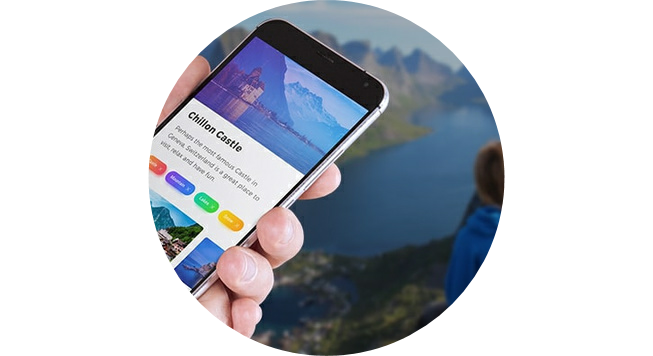 Chillon Castle
Perhaps the most famous Castle in
Geneva. Switzerland is a great place to
visit, relax and have fun.
Mountain
Lakes